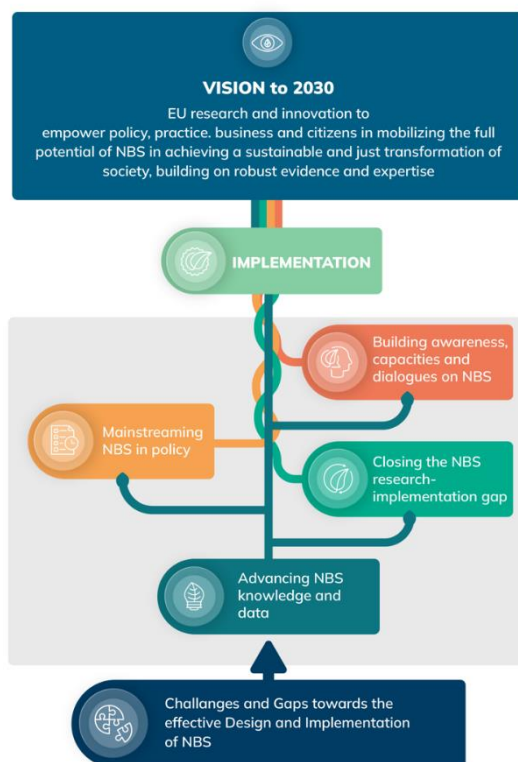 VISION to 2030
EU research and innovation to
empower policy, practice. business and citizens in mobilizing the full
potential of NBS in achieving a sustainable and just transformation of
society, building on robust evidence and expertise
IMPLEMENTATION
Building awareness,
capacities and
dialogues on NBS
Mainstreaming
NBS in policy
Closing the NBS
research-
implementation gap
Advancing NBS
knowledge and
data
Challanges and Gaps towards the
effective Design and Implementation
of NBS